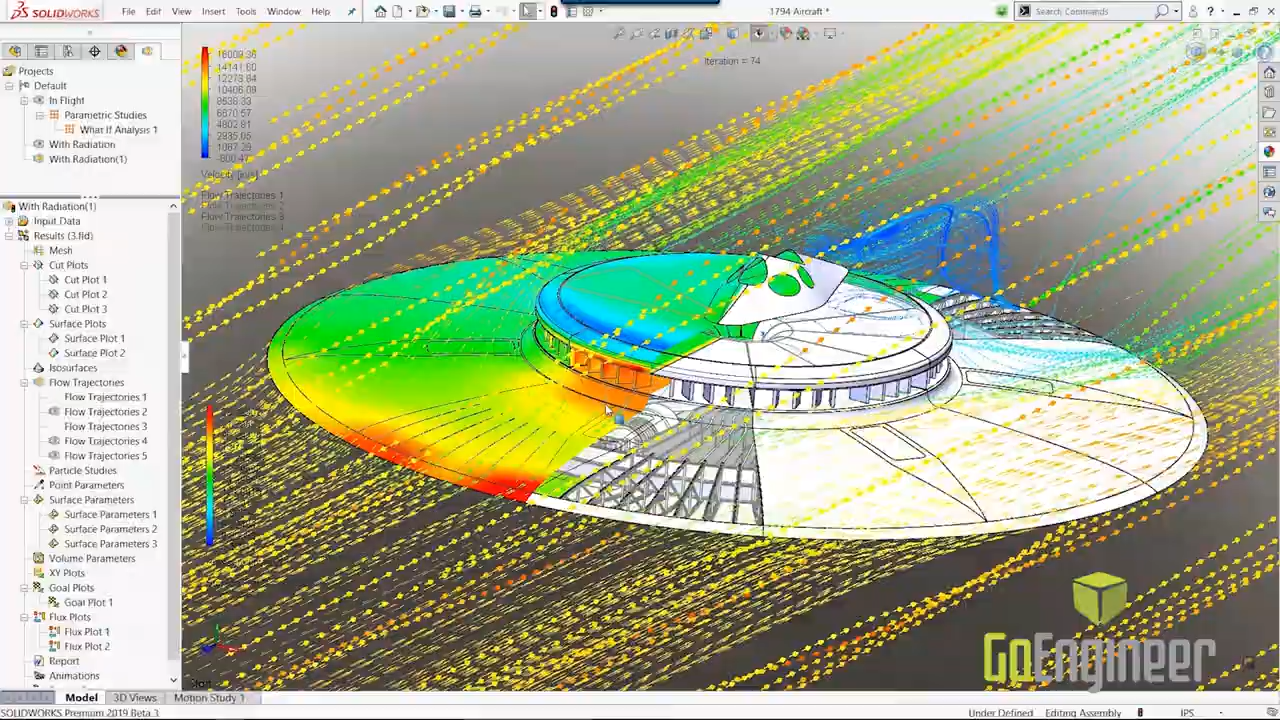 SOLIDWORKS File Edit View Insert Tools Window Help 1794 Aircraft * Search Commands
Iteration = 74
16009.36
14141.60
12273.84
10406.09
8538.33
6670.57
4802.81
2935.05
1067.29
-800.47
Velocity
Flow Trajectories 1
Flow Trajectories 2
Flow Trajectories 3
Flow Trajectories 4
Projects
Default
In Flight
Parametric Studies
What If Analysis 1
With Radiation
With Radiation(1)
With Radiation(1)
Input Data
Results (3.fld)
Mesh
Cut Plots
Cut Plot 1
Cut Plot 2
Cut Plot 3
Surface Plots
Surface Plot 1
Surface Plot 2
Isosurfaces
Flow Trajectories
Flow Trajectories 1
Flow Trajectories 2
Flow Trajectories 3
Flow Trajectories 4
Flow Trajectories 5
Particle Studies
Point Parameters
Surface Parameters
Surface Parameters 1
Surface Parameters 2
Surface Parameters 3
Volume Parameters
XY Plots
Goal Plots
Goal Plot 1
Flux Plots
Flux Plot 1
Flux Plot 2
Report
Animations
GoEngineer
Model 3D Views Motion Study 1
SOLIDWORKS Premium 2019 Beta 3 Under Defined Editing Assembly IPS